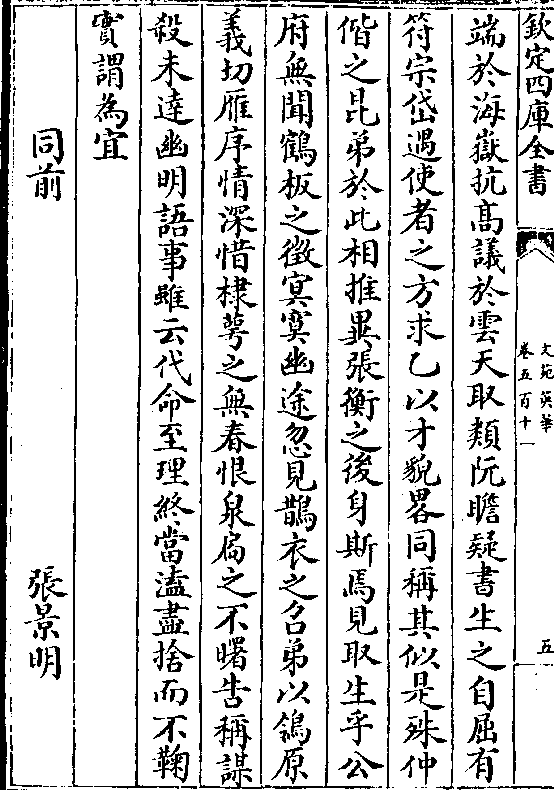 欽定四庫全書
文苑英華
卷五百十一
五
端於海嶽抗髙議於雲天取類阮瞻疑書生之自屈有
符宗岱遇使者之方求乙以才貌畧同稱其似是殊仲
偕之昆弟於此相推異張衡之後身斯焉見取生乎公
府無聞鶴板之徵冥寞幽途忽見鵲衣之召弟以鴒原
義切雁序情深惜棣蕚之無春恨泉扃之不曙告稱謀
殺未達幽明語事雖云代命至理終當溘盡捨而不鞠
實謂為宜
同前
張景明